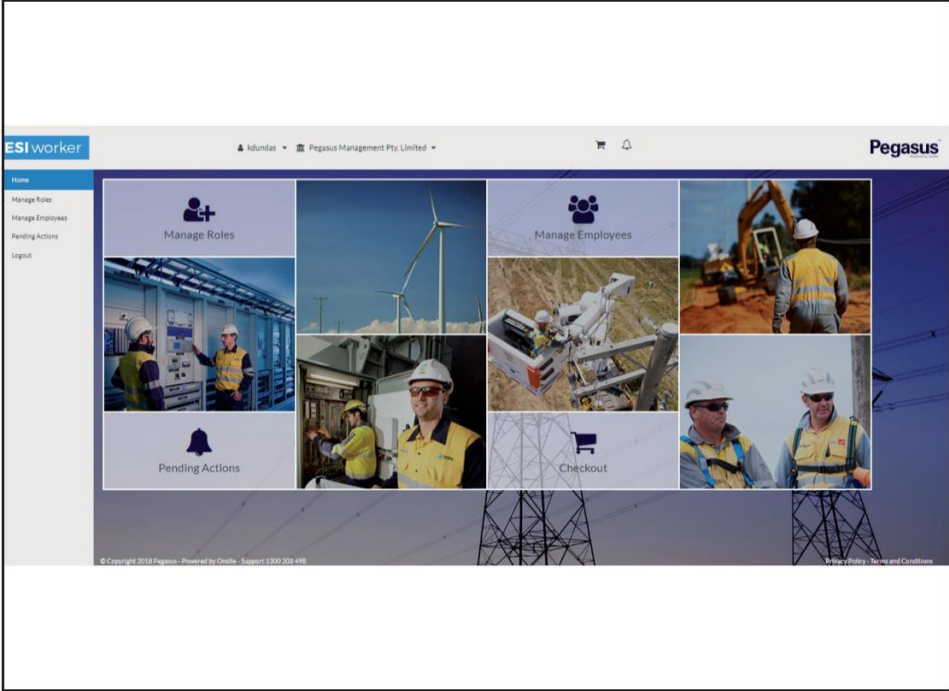 ESI worker
kdundas
Pegasus Management Pty. Limited
Pegasus
Home
Manage Roles
Manage Employees
Pending Actions
Logout
Manage Roles
Manage Employees
Pending Actions
Checkout
© Copyright 2018 Pegasus - Powered by Onsite - Support 1300 208 498
Privacy Policy - Terms and Conditions